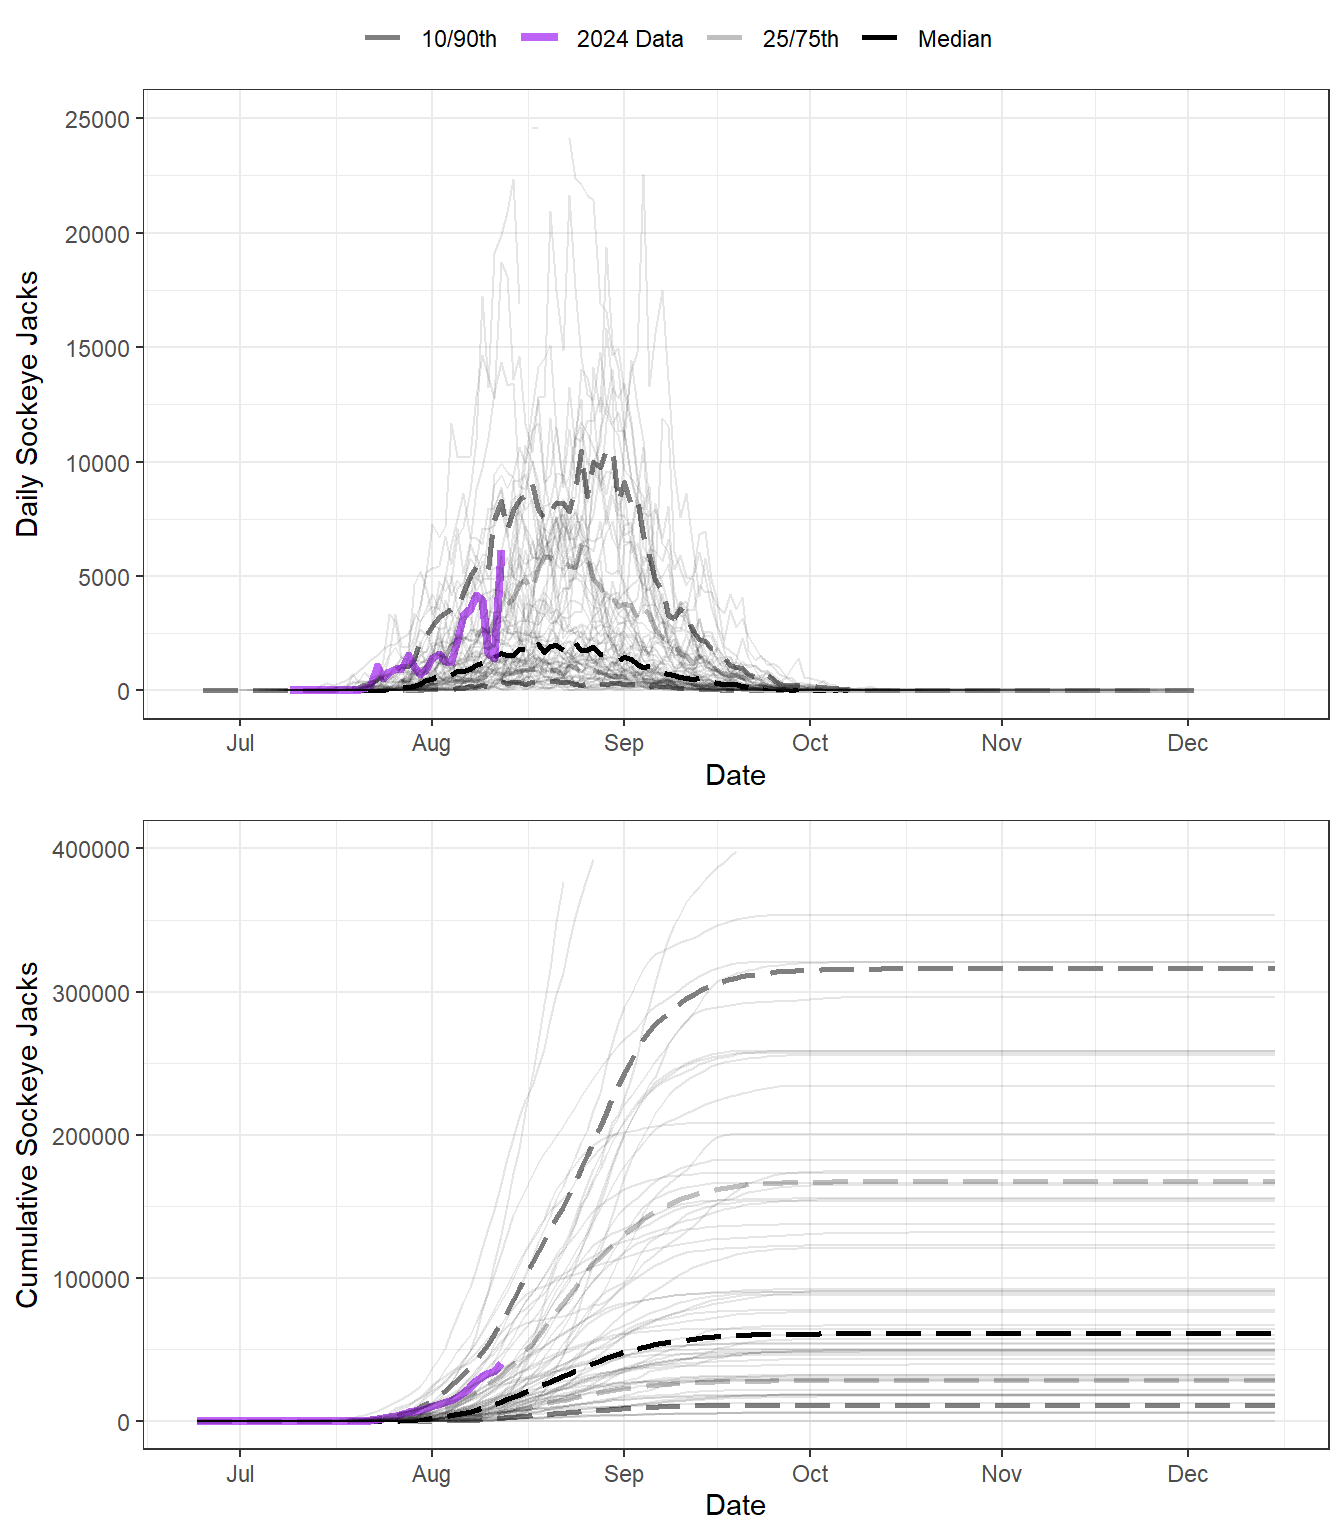 10/90th 2024 Data 25/75th Median
25000
20000
15000
10000
5000
0
Daily Sockeye Jacks
Jul Aug Sep Oct Nov Dec
Date
400000
300000
200000
100000
0
Cumulative Sockeye Jacks
Jul Aug Sep Oct Nov Dec
Date